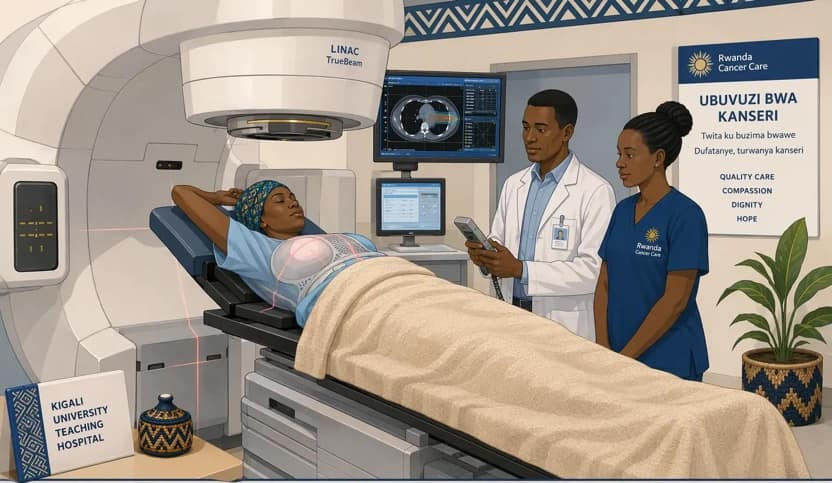 LINAC
TrueBeam
Rwanda
Cancer Care
UBUVUZI BWA
KANSERI
Twita ku buzima bwawe
Dufatanye, turwanya kanseri
QUALITY CARE
COMPASSION
DIGNITY
HOPE
Rwanda
Cancer Care
KIGALI
UNIVERSITY
TEACHING
HOSPITAL